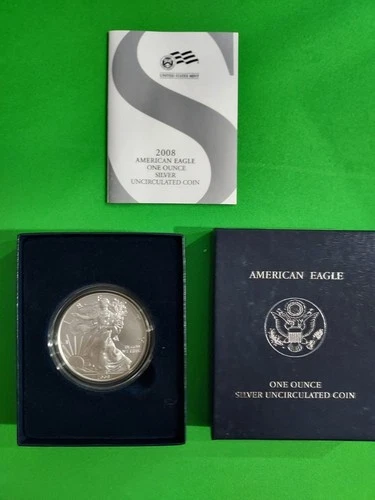 UNITED STATES MINT
2008
AMERICAN EAGLE
ONE OUNCE
SILVER
UNCIRCULATED COIN
AMERICAN EAGLE
ONE OUNCE
SILVER UNCIRCULATED COIN